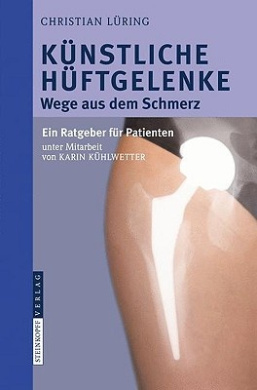 CHRISTIAN LÜRING
KÜNSTLICHE
HÜFTGELENKE
Wege aus dem Schmerz
Ein Ratgeber für Patienten
unter Mitarbeit
von KARIN KÜHLWETTER
STEINKOPFF
VERLAG